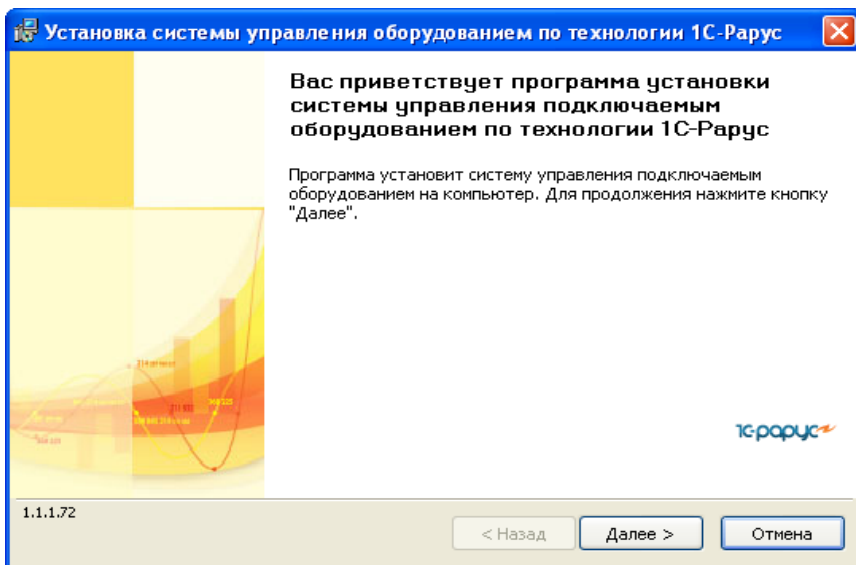 Установка системы управления оборудованием по технологии 1С-Рарус
Вас приветствует программа установки
системы управления подключаемым
оборудованием по технологии 1С-Рарус
Программа установит систему управления подключаемым
оборудованием на компьютер. Для продолжения нажмите кнопку
"Далее".
1С-рарус
1.1.1.72
< Назад
Далее >
Отмена